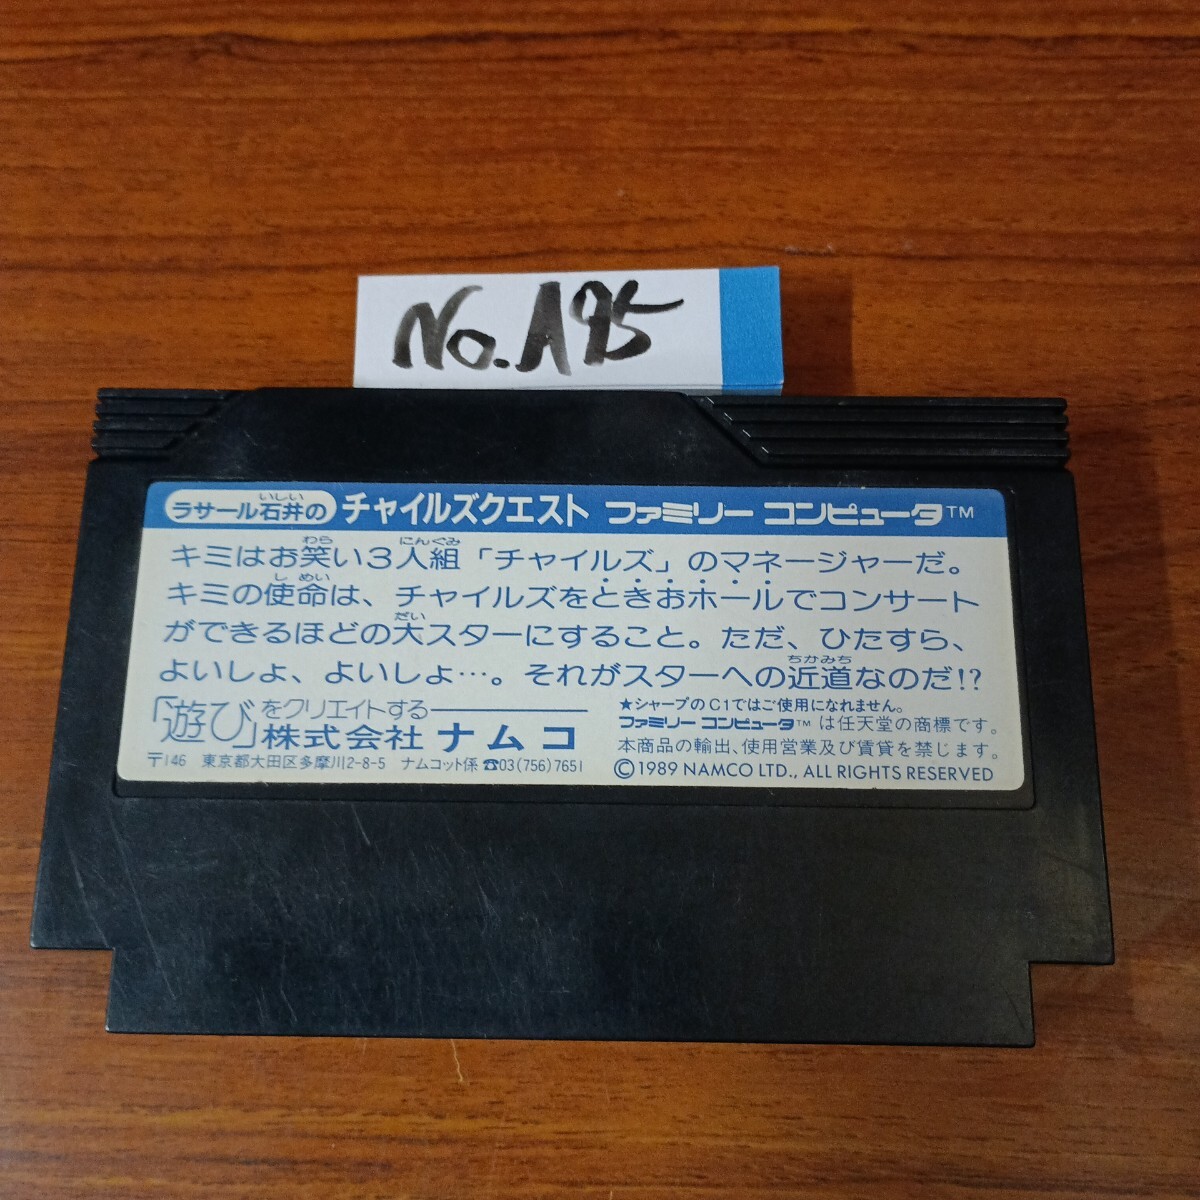 No.A95
ラサール石井の チャイルズクエスト ファミリー コンピュータ™
キミはお笑い3人組「チャイルズ」のマネージャーだ。
キミの使命は、チャイルズをときおホールでコンサート
ができるほどの大スターにすること。ただ、ひたすら、
よいしょ、よいしょ…。それがスターへの近道なのだ!?
「遊び」をクリエイトする
株式会社 ナムコ
〒146 東京都大田区多摩川2-8-5 ナムコット係 ☎03(756)7651
★シャープのC1ではご使用になれません。
ファミリー コンピュータ™ は任天堂の商標です。
本商品の輸出、使用営業及び賃貸を禁じます。
©1989 NAMCO LTD., ALL RIGHTS RESERVED